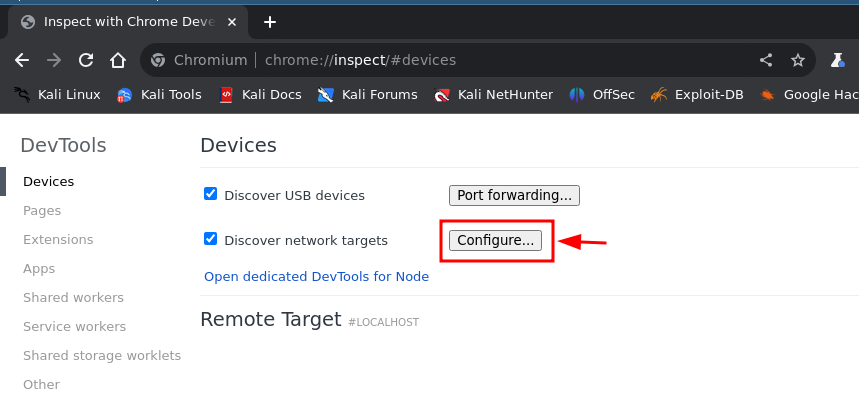 Inspect with Chrome Deve
Chromium chrome://inspect/#devices
Kali Linux Kali Tools Kali Docs Kali Forums Kali NetHunter OffSec Exploit-DB Google Hac
DevTools
Devices
Pages
Extensions
Apps
Shared workers
Service workers
Shared storage worklets
Other
Devices
Discover USB devices Port forwarding...
Discover network targets Configure...
Open dedicated DevTools for Node
Remote Target #LOCALHOST